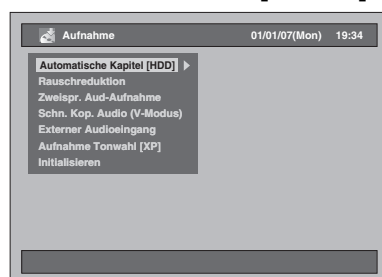 Aufnahme 01/01/07(Mon) 19:34
Automatische Kapitel [HDD]
Rauschreduktion
Zweispr. Aud-Aufnahme
Schn. Kop. Audio (V-Modus)
Externer Audioeingang
Aufnahme Tonwahl [XP]
Initialisieren